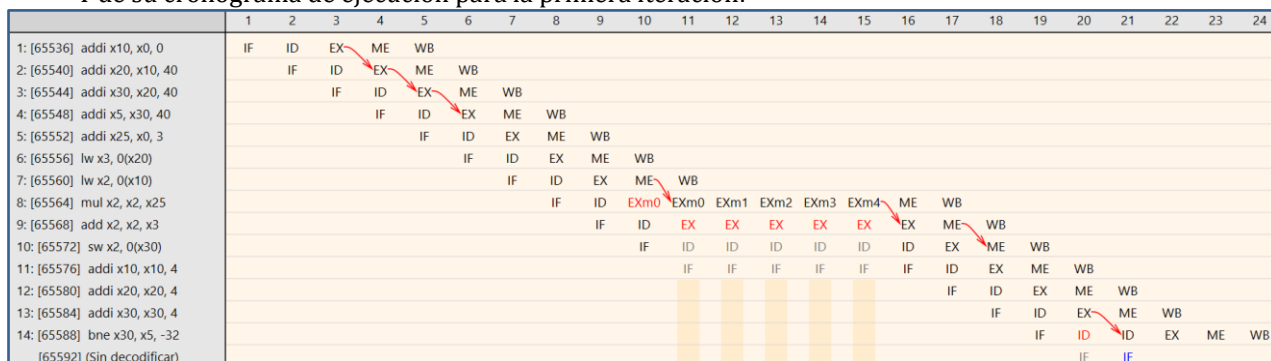 Y de su cronograma de ejecución para la primera iteración:
1 2 3 4 5 6 7 8 9 10 11 12 13 14 15 16 17 18 19 20 21 22 23 24
1: [65536] addi x10, x0, 0 IF ID EX ME WB
2: [65540] addi x20, x10, 40 IF ID EX ME WB
3: [65544] addi x30, x20, 40 IF ID EX ME WB
4: [65548] addi x5, x30, 40 IF ID EX ME WB
5: [65552] addi x25, x0, 3 IF ID EX ME WB
6: [65556] lw x3, 0(x20) IF ID EX ME WB
7: [65560] lw x2, 0(x10) IF ID EX ME WB
8: [65564] mul x2, x2, x25 IF ID EXm0 EXm0 EXm1 EXm2 EXm3 EXm4 ME WB
9: [65568] add x2, x2, x3 IF ID EX EX EX EX EX EX ME WB
10: [65572] sw x2, 0(x30) IF ID ID ID ID ID ID EX ME WB
11: [65576] addi x10, x10, 4 IF IF IF IF IF IF ID EX ME WB
12: [65580] addi x20, x20, 4 IF ID EX ME WB
13: [65584] addi x30, x30, 4 IF ID EX ME WB
14: [65588] bne x30, x5, -32 IF ID ID EX ME WB
[65592] (Sin decodificar) IF IF